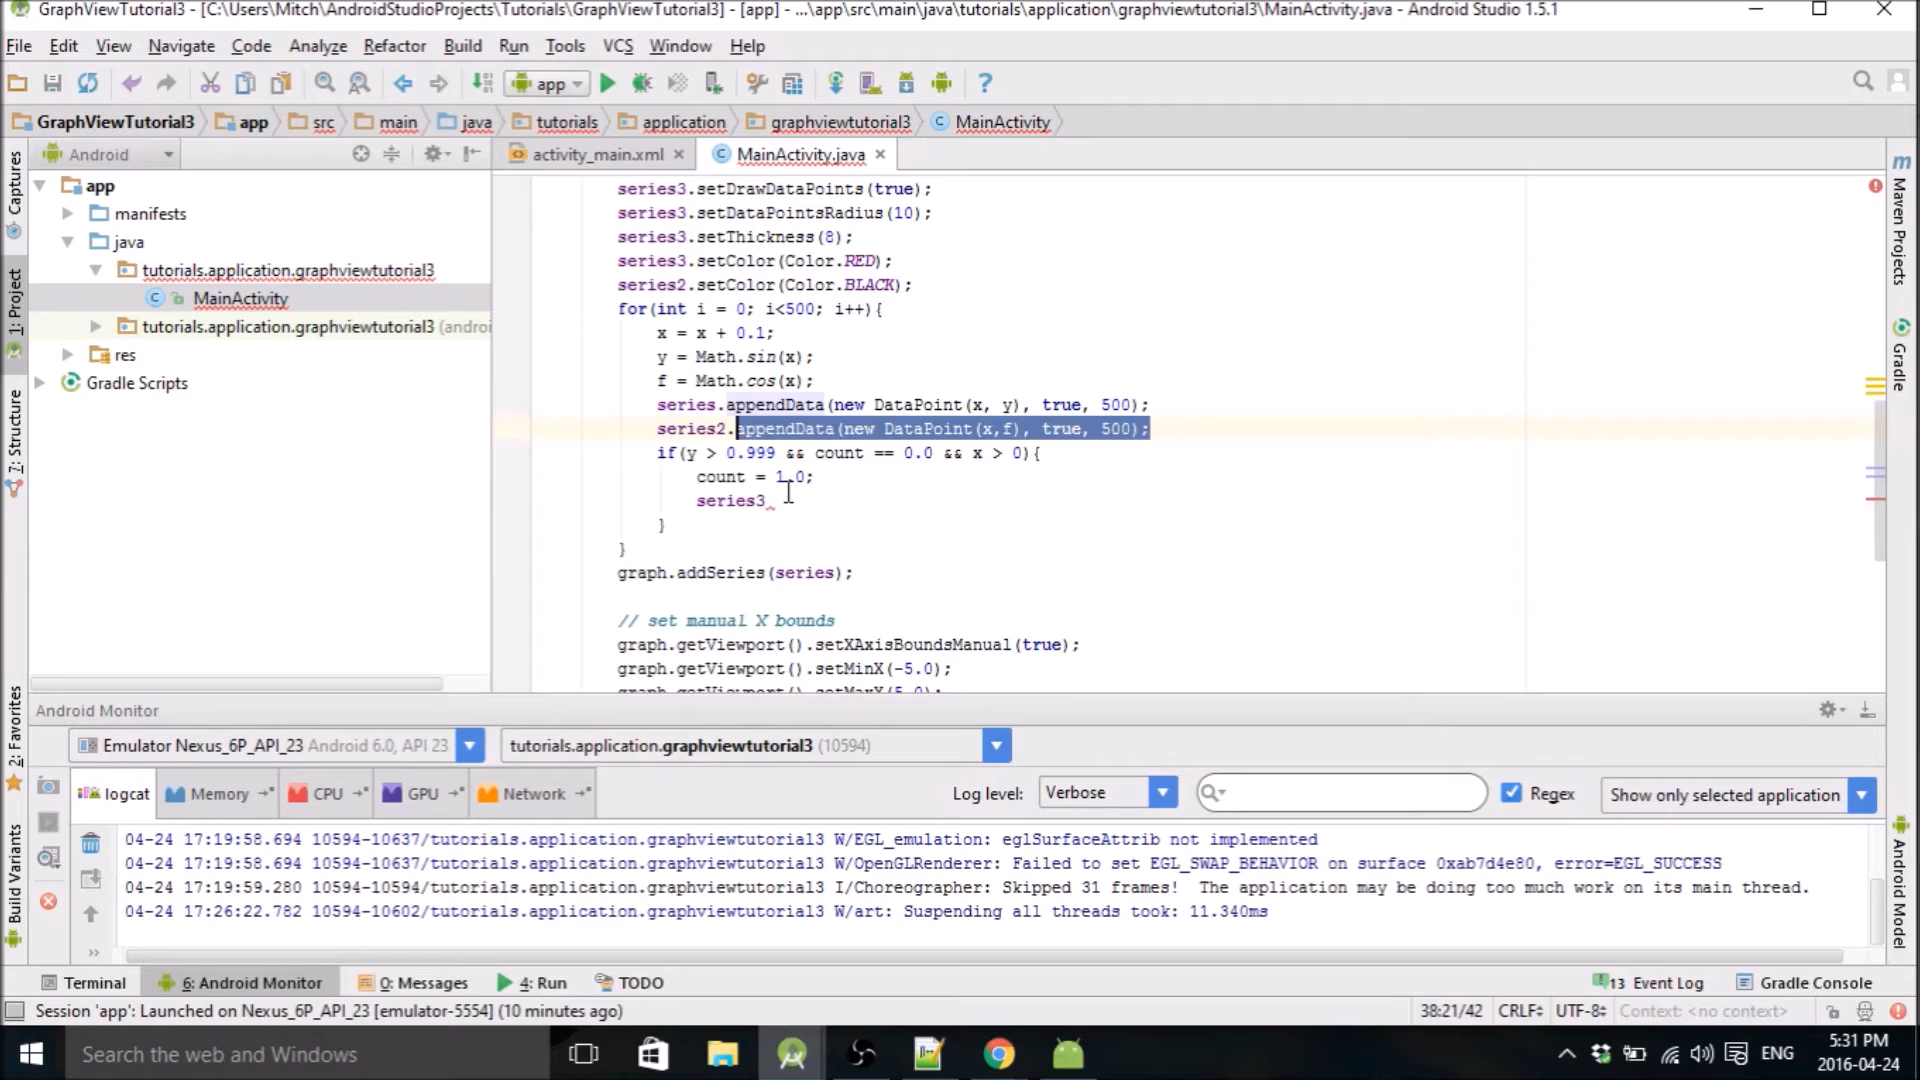 GraphViewTutorial3 - [C:\Users\Mitch\AndroidStudioProjects\Tutorials\GraphViewTutorial3] - [app] - ...\app\src\main\java\tutorials\application\graphviewtutorial3\MainActivity.java - Android Studio 1.5.1
File Edit View Navigate Code Analyze Refactor Build Run Tools VCS Window Help
app
GraphViewTutorial3 app src main java tutorials application graphviewtutorial3 MainActivity
Android
activity_main.xml MainActivity.java
Captures
1: Project
7: Structure
2: Favorites
Build Variants
app
manifests
java
tutorials.application.graphviewtutorial3
MainActivity
tutorials.application.graphviewtutorial3 (androi
res
Gradle Scripts
series3.setDrawDataPoints(true);
series3.setDataPointsRadius(10);
series3.setThickness(8);
series3.setColor(Color.RED);
series2.setColor(Color.BLACK);
for(int i = 0; i<500; i++){
x = x + 0.1;
y = Math.sin(x);
f = Math.cos(x);
series.appendData(new DataPoint(x, y), true, 500);
series2.appendData(new DataPoint(x,f), true, 500);
if(y > 0.999 && count == 0.0 && x > 0){
count = 1.0;
series3
}
}
graph.addSeries(series);
// set manual X bounds
graph.getViewport().setXAxisBoundsManual(true);
graph.getViewport().setMinX(-5.0);
graph.getViewport().setMaxX(5.0);
m Maven Projects
Gradle
Android Model
Android Monitor
Emulator Nexus_6P_API_23 Android 6.0, API 23
tutorials.application.graphviewtutorial3 (10594)
logcat Memory CPU GPU Network
Log level: Verbose
Regex
Show only selected application
04-24 17:19:58.694 10594-10637/tutorials.application.graphviewtutorial3 W/EGL_emulation: eglSurfaceAttrib not implemented
04-24 17:19:58.694 10594-10637/tutorials.application.graphviewtutorial3 W/OpenGLRenderer: Failed to set EGL_SWAP_BEHAVIOR on surface 0xab7d4e80, error=EGL_SUCCESS
04-24 17:19:59.280 10594-10594/tutorials.application.graphviewtutorial3 I/Choreographer: Skipped 31 frames!  The application may be doing too much work on its main thread.
04-24 17:26:22.782 10594-10602/tutorials.application.graphviewtutorial3 W/art: Suspending all threads took: 11.340ms
Terminal 6: Android Monitor 0: Messages 4: Run TODO
13 Event Log Gradle Console
Session 'app': Launched on Nexus_6P_API_23 [emulator-5554] (10 minutes ago)
38:21/42 CRLF UTF-8 Context: <no context>
Search the web and Windows
ENG
5:31 PM
2016-04-24